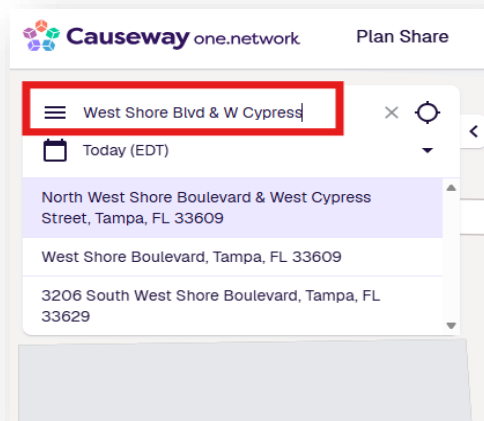 Causeway one.network Plan Share
West Shore Blvd & W Cypress
Today (EDT)
North West Shore Boulevard & West Cypress
Street, Tampa, FL 33609
West Shore Boulevard, Tampa, FL 33609
3206 South West Shore Boulevard, Tampa, FL
33629